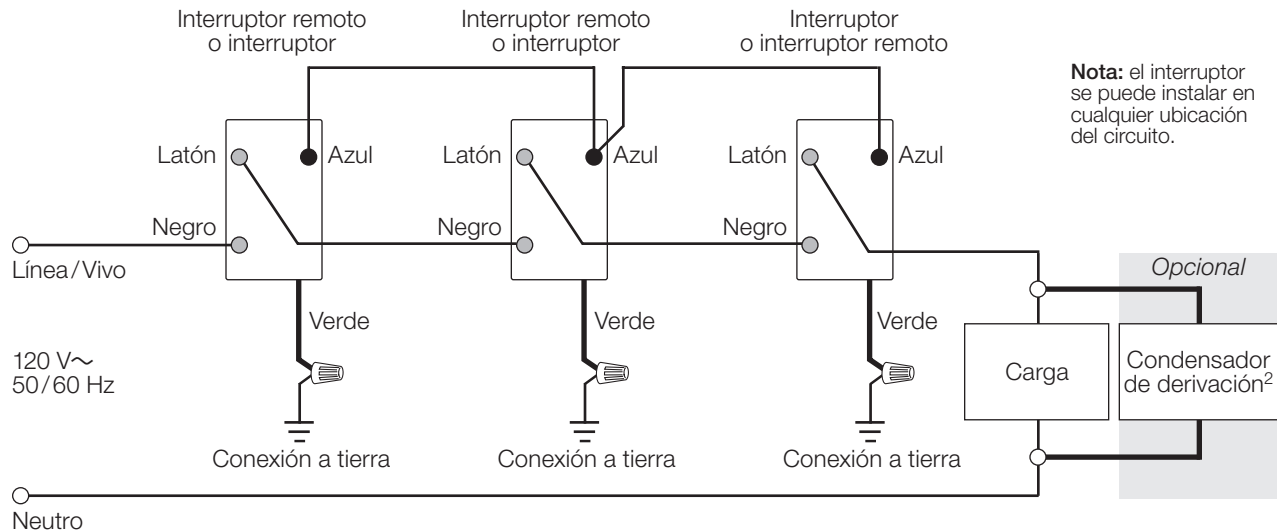 Interruptor remoto
o interruptor
Interruptor remoto
o interruptor
Interruptor
o interruptor remoto
Nota: el interruptor
se puede instalar en
cualquier ubicación
del circuito.
Latón
Azul
Latón
Azul
Latón
Azul
Negro
Negro
Negro
Línea/Vivo
Opcional
Verde
Verde
Verde
120 V~
50/60 Hz
Carga
Condensador
de derivación²
Conexión a tierra
Conexión a tierra
Conexión a tierra
Neutro